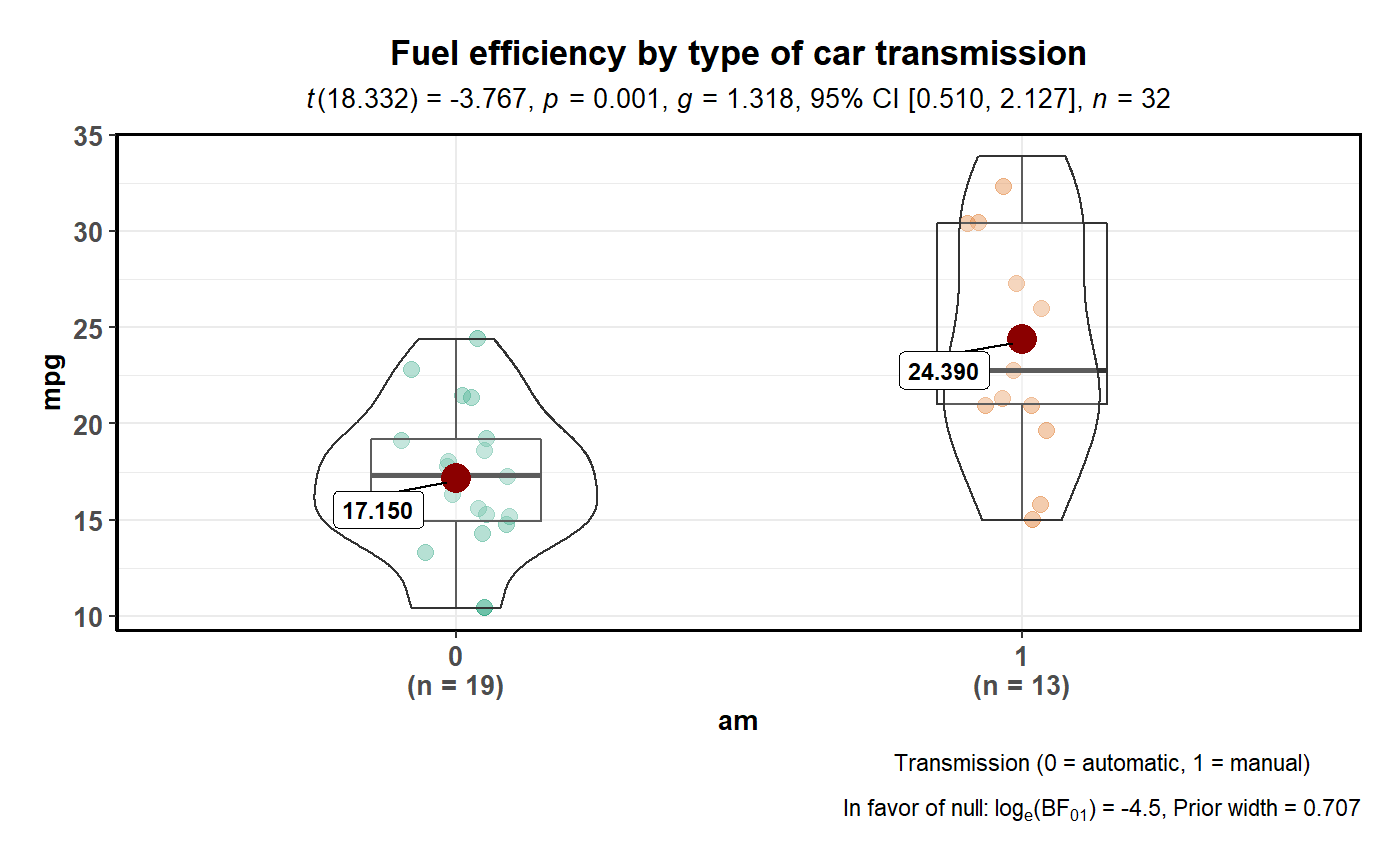 Fuel efficiency by type of car transmission
t(18.332) = -3.767, p = 0.001, g = 1.318, 95% CI [0.510, 2.127], n = 32
35
30
25
20
15
10
mpg
24.390
17.150
0
(n = 19)
1
(n = 13)
am
Transmission (0 = automatic, 1 = manual)
In favor of null: logₑ(BF₀₁) = -4.5, Prior width = 0.707